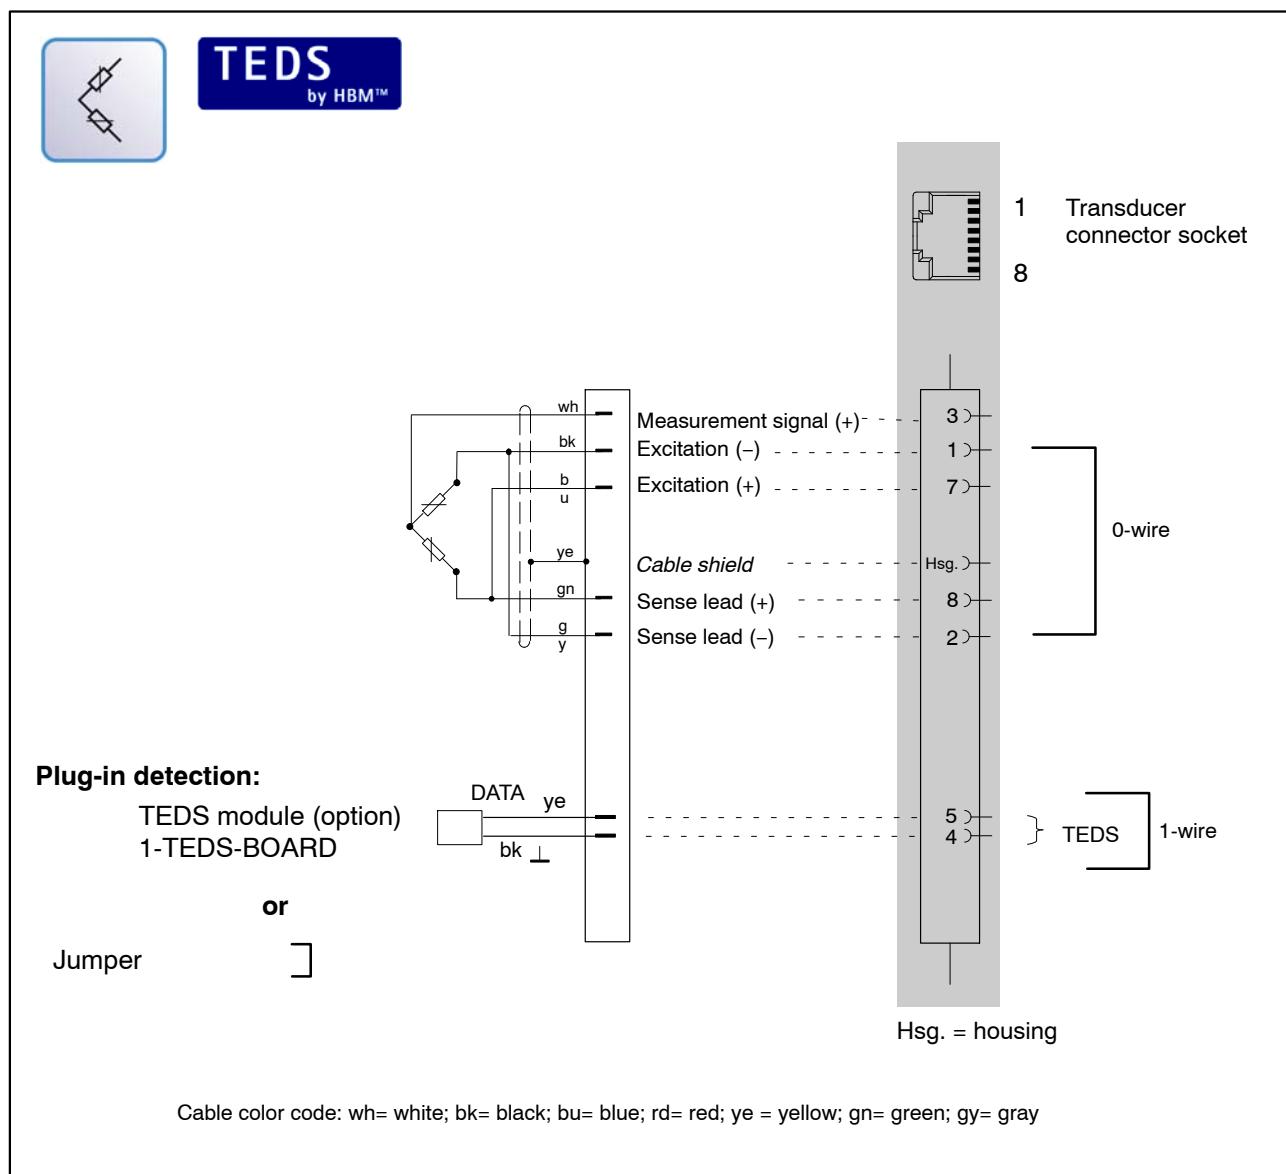 TEDS
by HBM™
1 Transducer
connector socket
8
wh Measurement signal (+) 3
bk Excitation (−) 1
b Excitation (+) 7
u
0-wire
ye Cable shield Hsg.
gn Sense lead (+) 8
g Sense lead (−) 2
y
Plug-in detection:
DATA
TEDS module (option) ye 5
1-TEDS-BOARD bk 4 TEDS 1-wire
or
Jumper
Hsg. = housing
Cable color code: wh= white; bk= black; bu= blue; rd= red; ye = yellow; gn= green; gy= gray